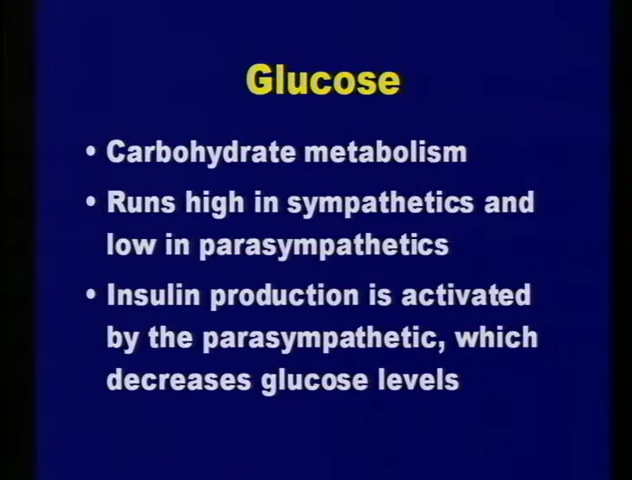 Glucose
• Carbohydrate metabolism
• Runs high in sympathetics and
low in parasympathetics
• Insulin production is activated
by the parasympathetic, which
decreases glucose levels